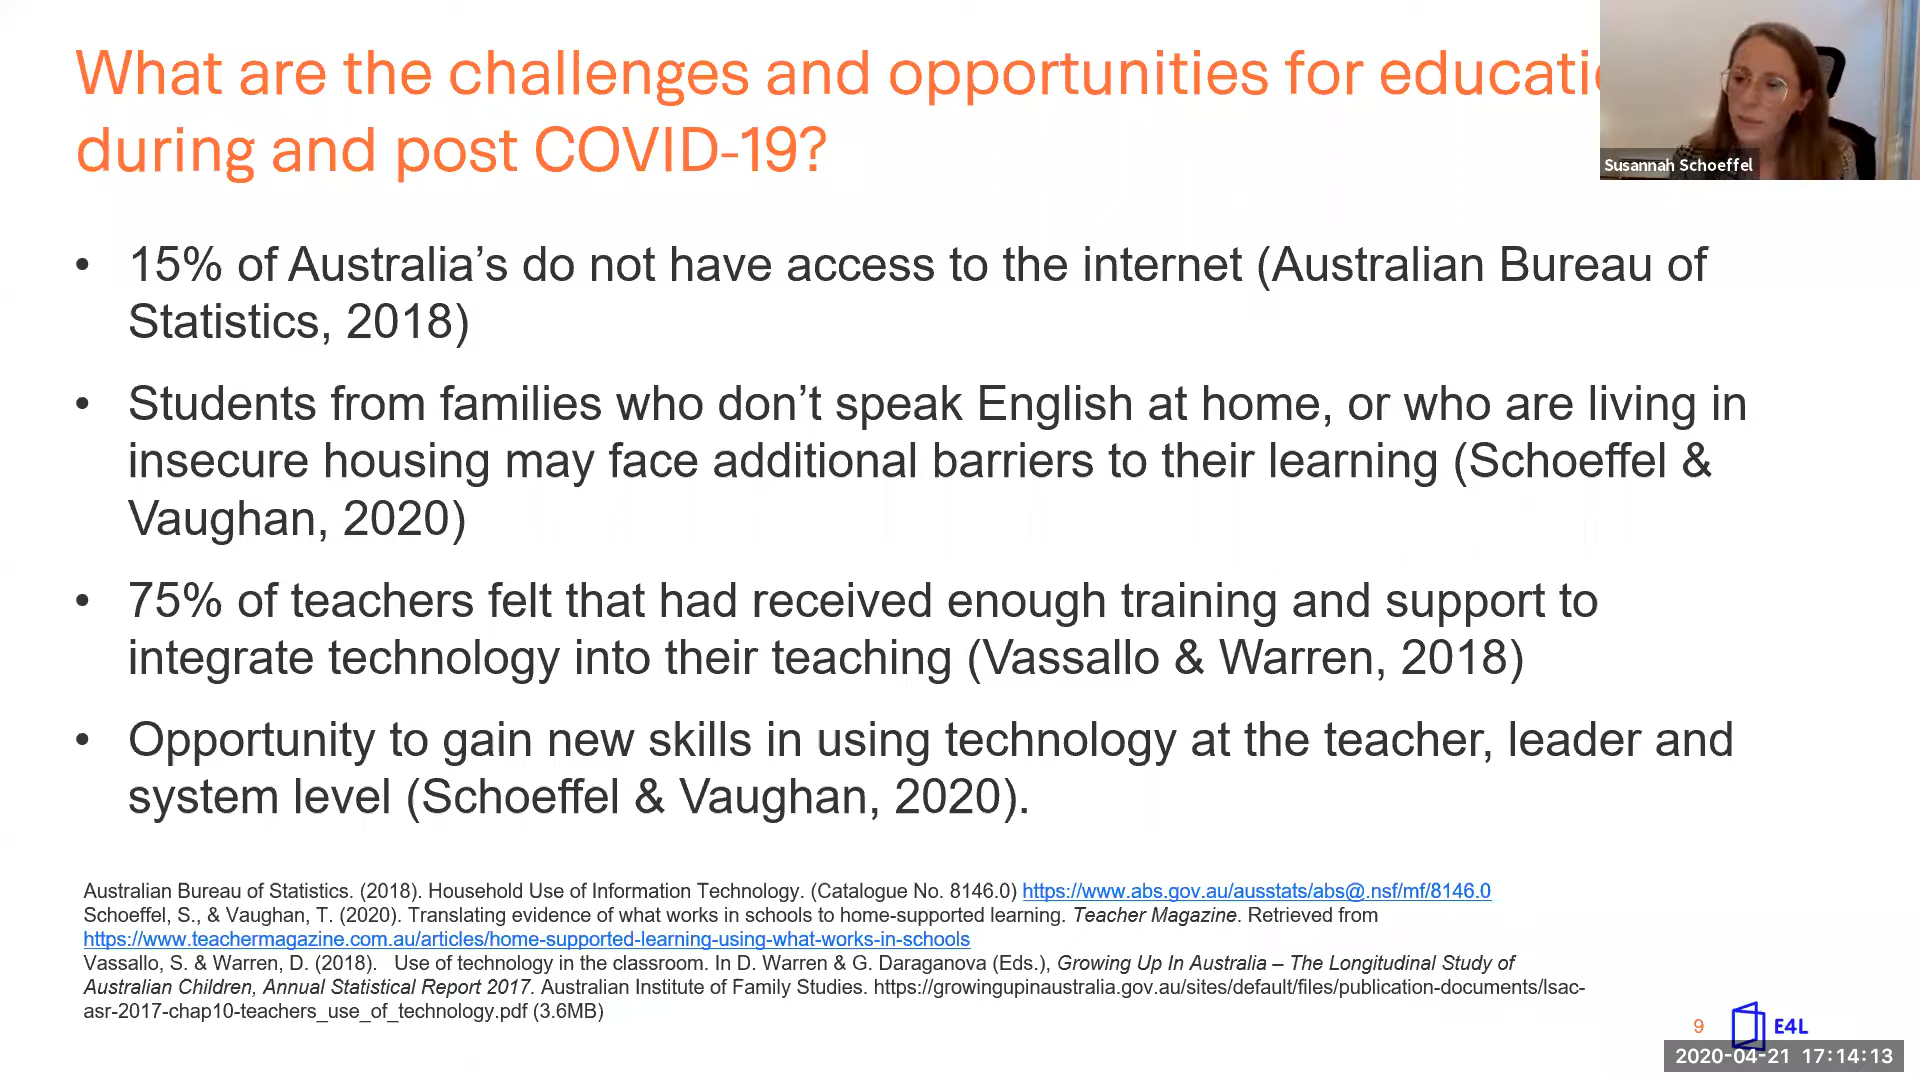 What are the challenges and opportunities for educati
during and post COVID-19?
Susannah Schoeffel
• 15% of Australia’s do not have access to the internet (Australian Bureau of
Statistics, 2018)
• Students from families who don’t speak English at home, or who are living in
insecure housing may face additional barriers to their learning (Schoeffel &
Vaughan, 2020)
• 75% of teachers felt that had received enough training and support to
integrate technology into their teaching (Vassallo & Warren, 2018)
• Opportunity to gain new skills in using technology at the teacher, leader and
system level (Schoeffel & Vaughan, 2020).
Australian Bureau of Statistics. (2018). Household Use of Information Technology. (Catalogue No. 8146.0) https://www.abs.gov.au/ausstats/abs@.nsf/mf/8146.0
Schoeffel, S., & Vaughan, T. (2020). Translating evidence of what works in schools to home-supported learning. Teacher Magazine. Retrieved from
https://www.teachermagazine.com.au/articles/home-supported-learning-using-what-works-in-schools
Vassallo, S. & Warren, D. (2018). Use of technology in the classroom. In D. Warren & G. Daraganova (Eds.), Growing Up In Australia – The Longitudinal Study of
Australian Children, Annual Statistical Report 2017. Australian Institute of Family Studies. https://growingupinaustralia.gov.au/sites/default/files/publication-documents/lsac-
asr-2017-chap10-teachers_use_of_technology.pdf (3.6MB)
9
E4L
2020-04-21 17:14:13